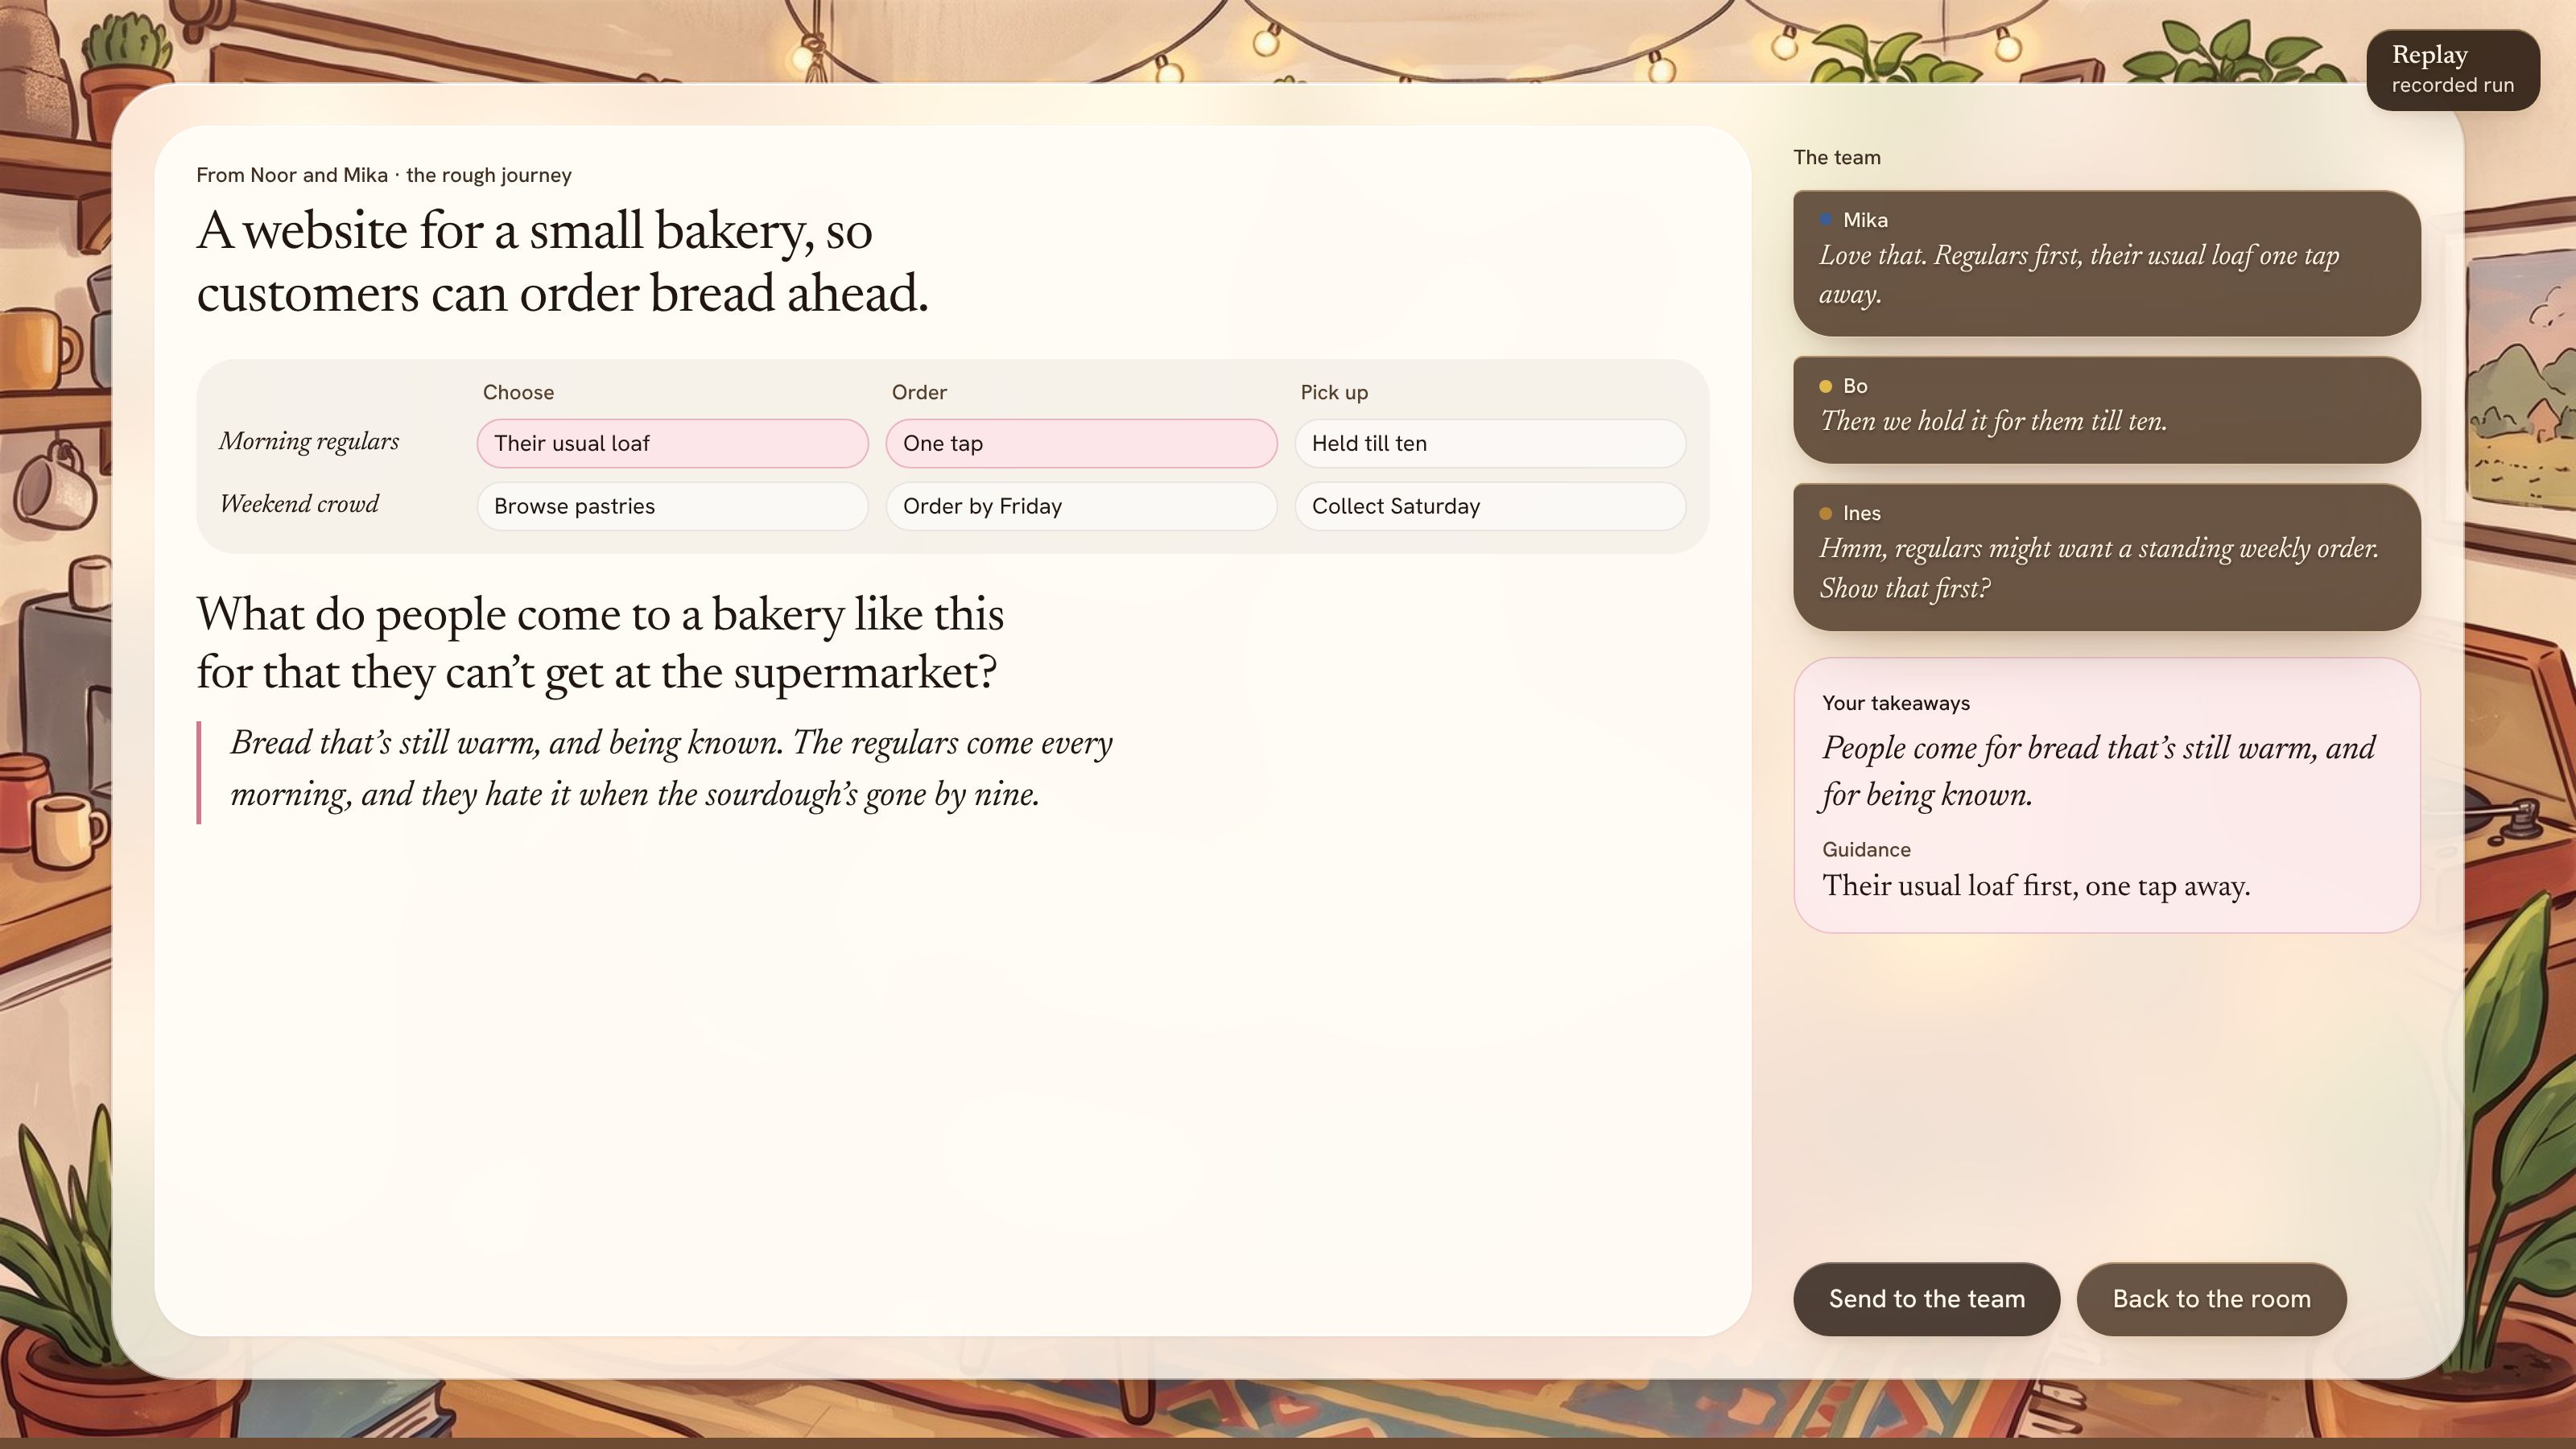 Replay
recorded run
From Noor and Mika · the rough journey
A website for a small bakery, so
customers can order bread ahead.
Choose Order Pick up
Morning regulars Their usual loaf One tap Held till ten
Weekend crowd Browse pastries Order by Friday Collect Saturday
What do people come to a bakery like this
for that they can’t get at the supermarket?
Bread that’s still warm, and being known. The regulars come every
morning, and they hate it when the sourdough’s gone by nine.
The team
Mika
Love that. Regulars first, their usual loaf one tap
away.
Bo
Then we hold it for them till ten.
Ines
Hmm, regulars might want a standing weekly order.
Show that first?
Your takeaways
People come for bread that’s still warm, and
for being known.
Guidance
Their usual loaf first, one tap away.
Send to the team
Back to the room